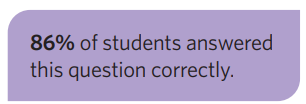 86% of students answered
this question correctly.